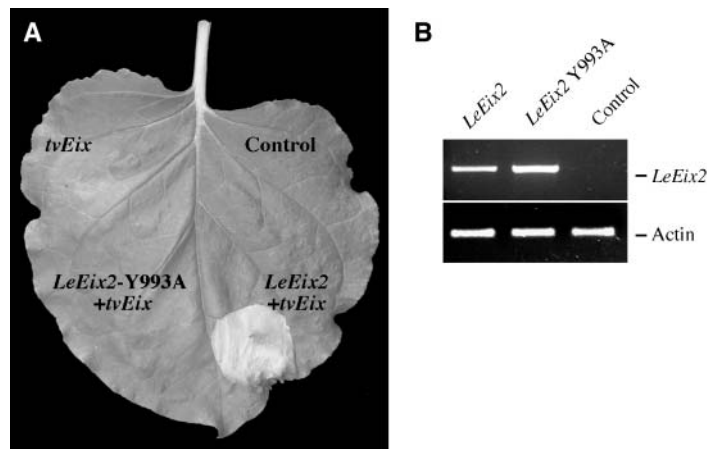 A
tvEix
Control
LeEix2-Y993A
+tvEix
LeEix2
+tvEix
B
LeEix2
LeEix2 Y993A
Control
– LeEix2
– Actin